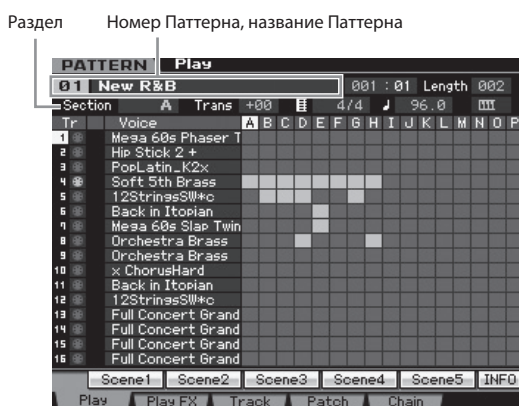 Раздел Номер Паттерна, название Паттерна
PATTERN Play
01 New R&B 001 : 01 Length 002
Section A Trans +00 4/4 96.0
Tr Voice A B C D E F G H I J K L M N O P
1 Mega 60s Phaser T
2 Hip Stick 2 +
3 PopLatin_K2x
4 Soft 5th Brass
5 12StringsSW*c
6 Back in Itopian
7 Mega 60s Slap Twin
8 Orchestra Brass
9 Orchestra Brass
10 x ChorusHard
11 Back in Itopian
12 12StringsSW*c
13 Full Concert Grand
14 Full Concert Grand
15 Full Concert Grand
16 Full Concert Grand
Scene1 Scene2 Scene3 Scene4 Scene5 INFO
Play Play FX Track Patch Chain